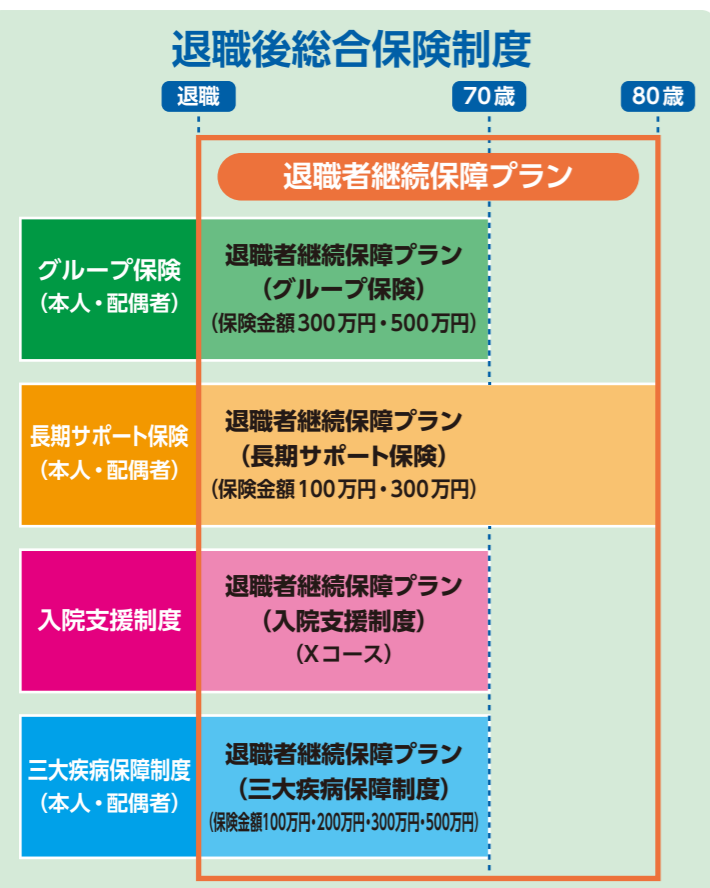 退職後総合保険制度
退職
70歳
80歳
退職者継続保障プラン
グループ保険
（本人・配偶者）
退職者継続保障プラン
（グループ保険）
（保険金額300万円・500万円）
長期サポート保険
（本人・配偶者）
退職者継続保障プラン
（長期サポート保険）
（保険金額100万円・300万円）
入院支援制度
退職者継続保障プラン
（入院支援制度）
（Xコース）
三大疾病保障制度
（本人・配偶者）
退職者継続保障プラン
（三大疾病保障制度）
（保険金額100万円・200万円・300万円・500万円）